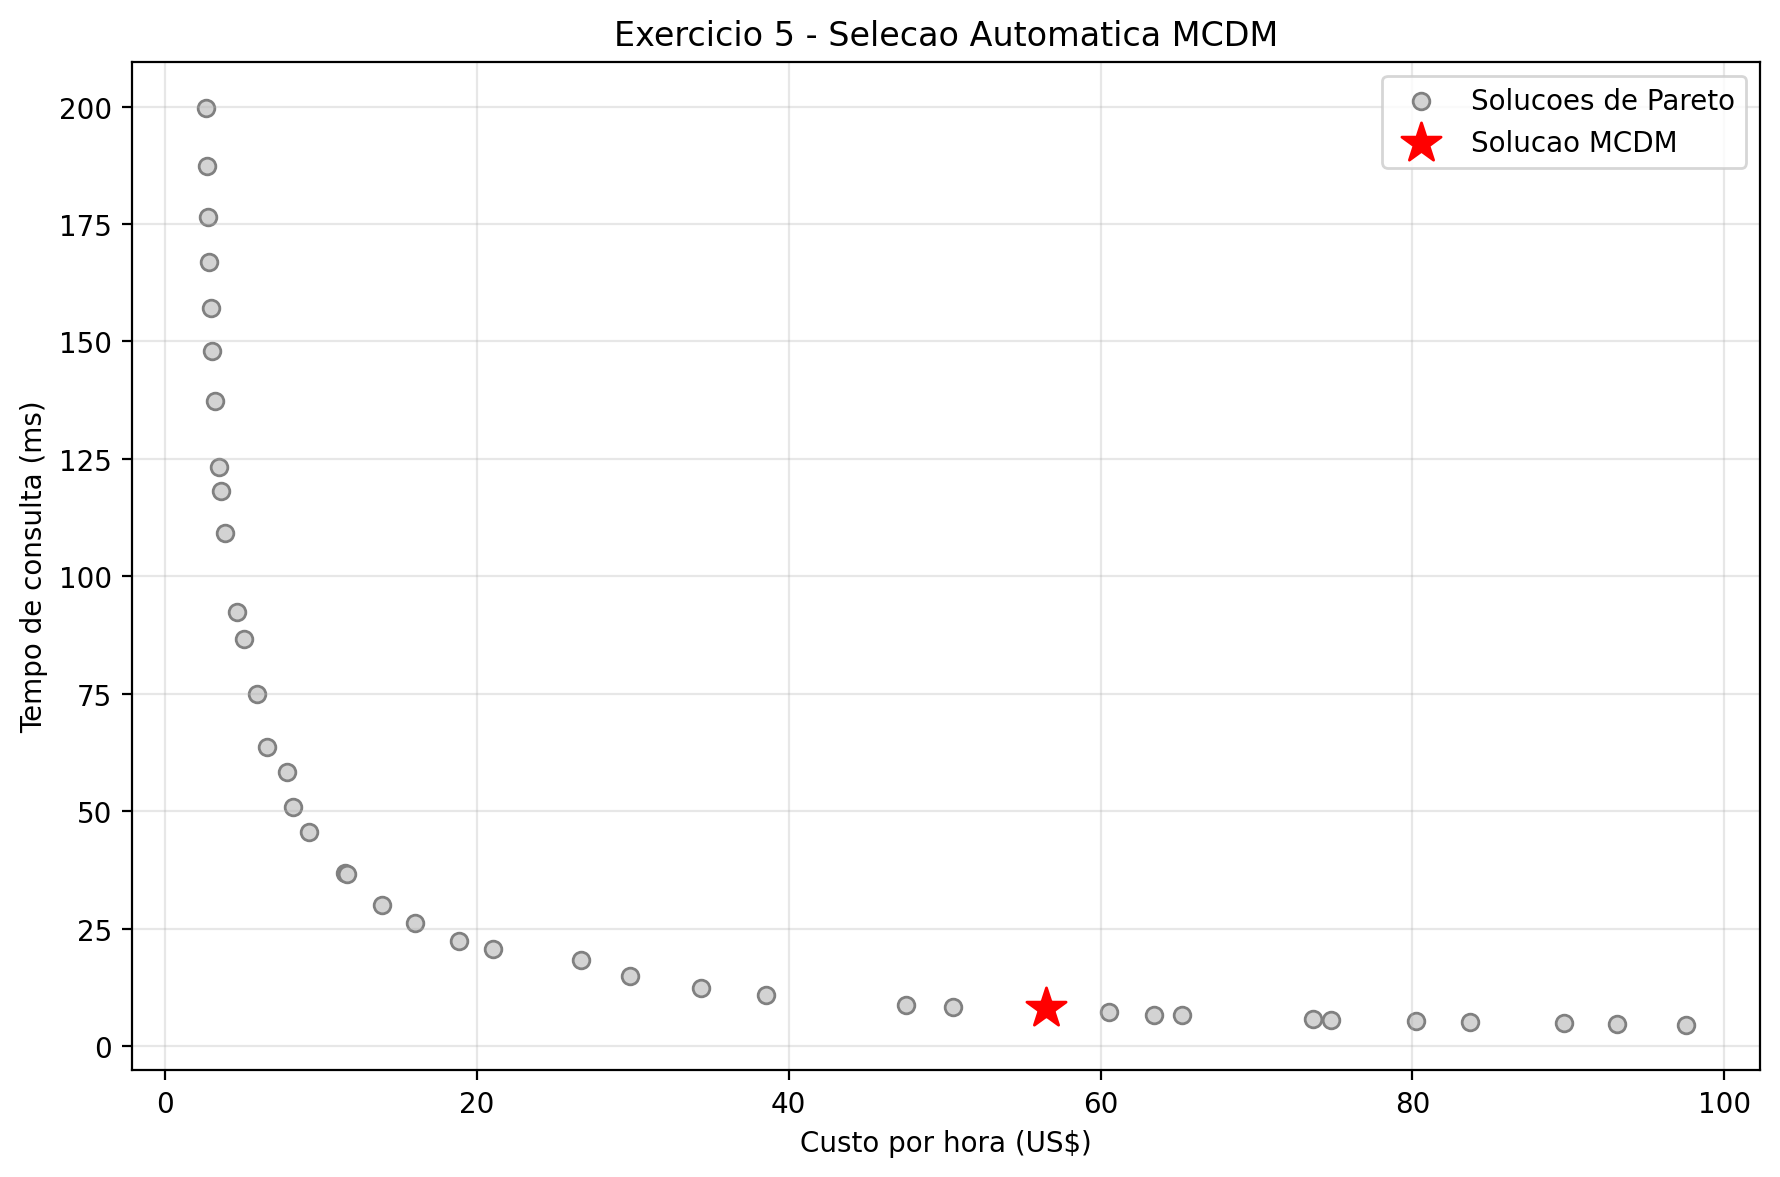 Exercicio 5 - Selecao Automatica MCDM
Solucoes de Pareto
Solucao MCDM
Tempo de consulta (ms)
200
175
150
125
100
75
50
25
0
0 20 40 60 80 100
Custo por hora (US$)